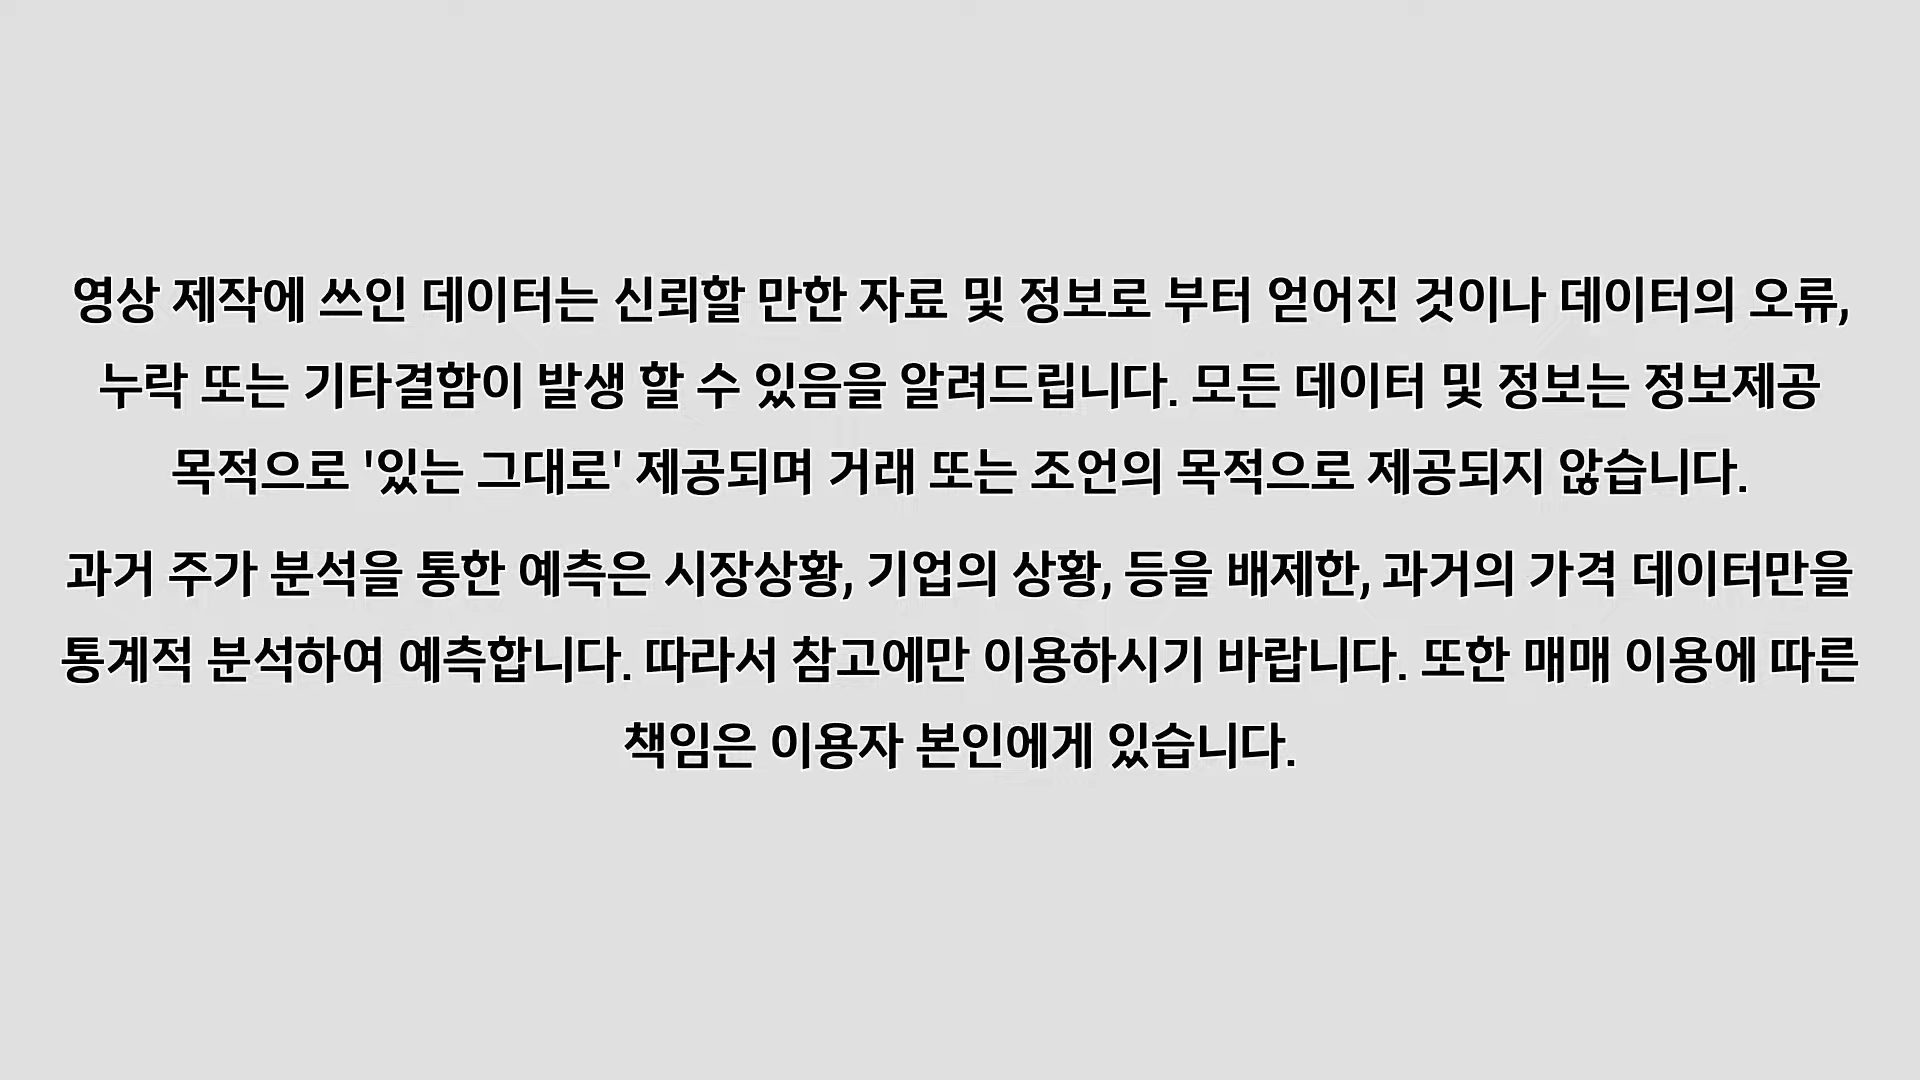 영상 제작에 쓰인 데이터는 신뢰할 만한 자료 및 정보로 부터 얻어진 것이나 데이터의 오류,
누락 또는 기타결함이 발생 할 수 있음을 알려드립니다. 모든 데이터 및 정보는 정보제공
목적으로 '있는 그대로' 제공되며 거래 또는 조언의 목적으로 제공되지 않습니다.
과거 주가 분석을 통한 예측은 시장상황, 기업의 상황, 등을 배제한, 과거의 가격 데이터만을
통계적 분석하여 예측합니다. 따라서 참고에만 이용하시기 바랍니다. 또한 매매 이용에 따른
책임은 이용자 본인에게 있습니다.